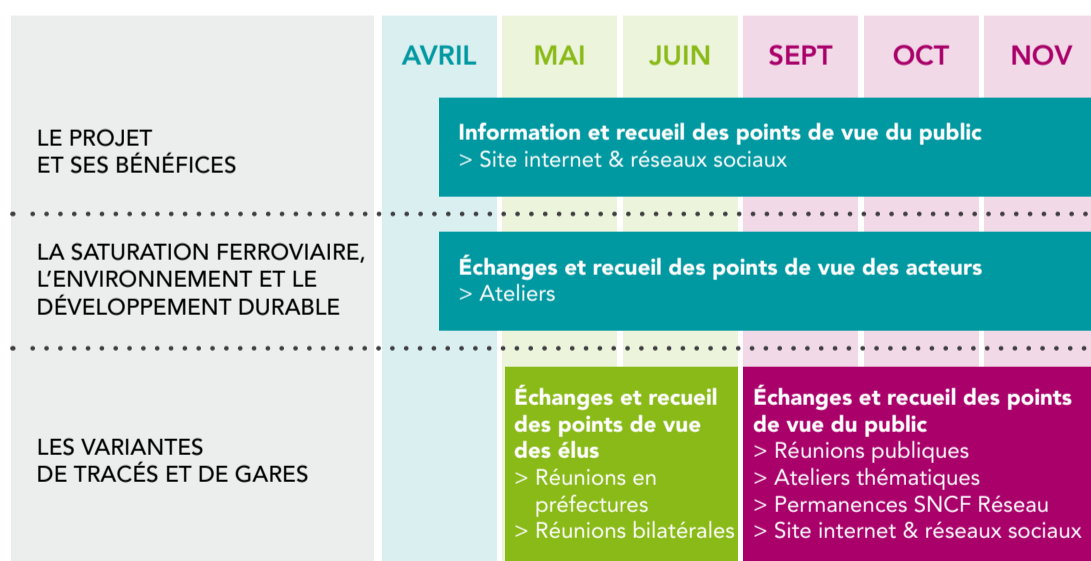 AVRIL MAI JUIN SEPT OCT NOV
LE PROJET
ET SES BÉNÉFICES
Information et recueil des points de vue du public
> Site internet & réseaux sociaux
LA SATURATION FERROVIAIRE,
L'ENVIRONNEMENT ET LE
DÉVELOPPEMENT DURABLE
Échanges et recueil des points de vue des acteurs
> Ateliers
LES VARIANTES
DE TRACÉS ET DE GARES
Échanges et recueil
des points de vue
des élus
> Réunions en
préfectures
> Réunions bilatérales
Échanges et recueil des points
de vue du public
> Réunions publiques
> Ateliers thématiques
> Permanences SNCF Réseau
> Site internet & réseaux sociaux